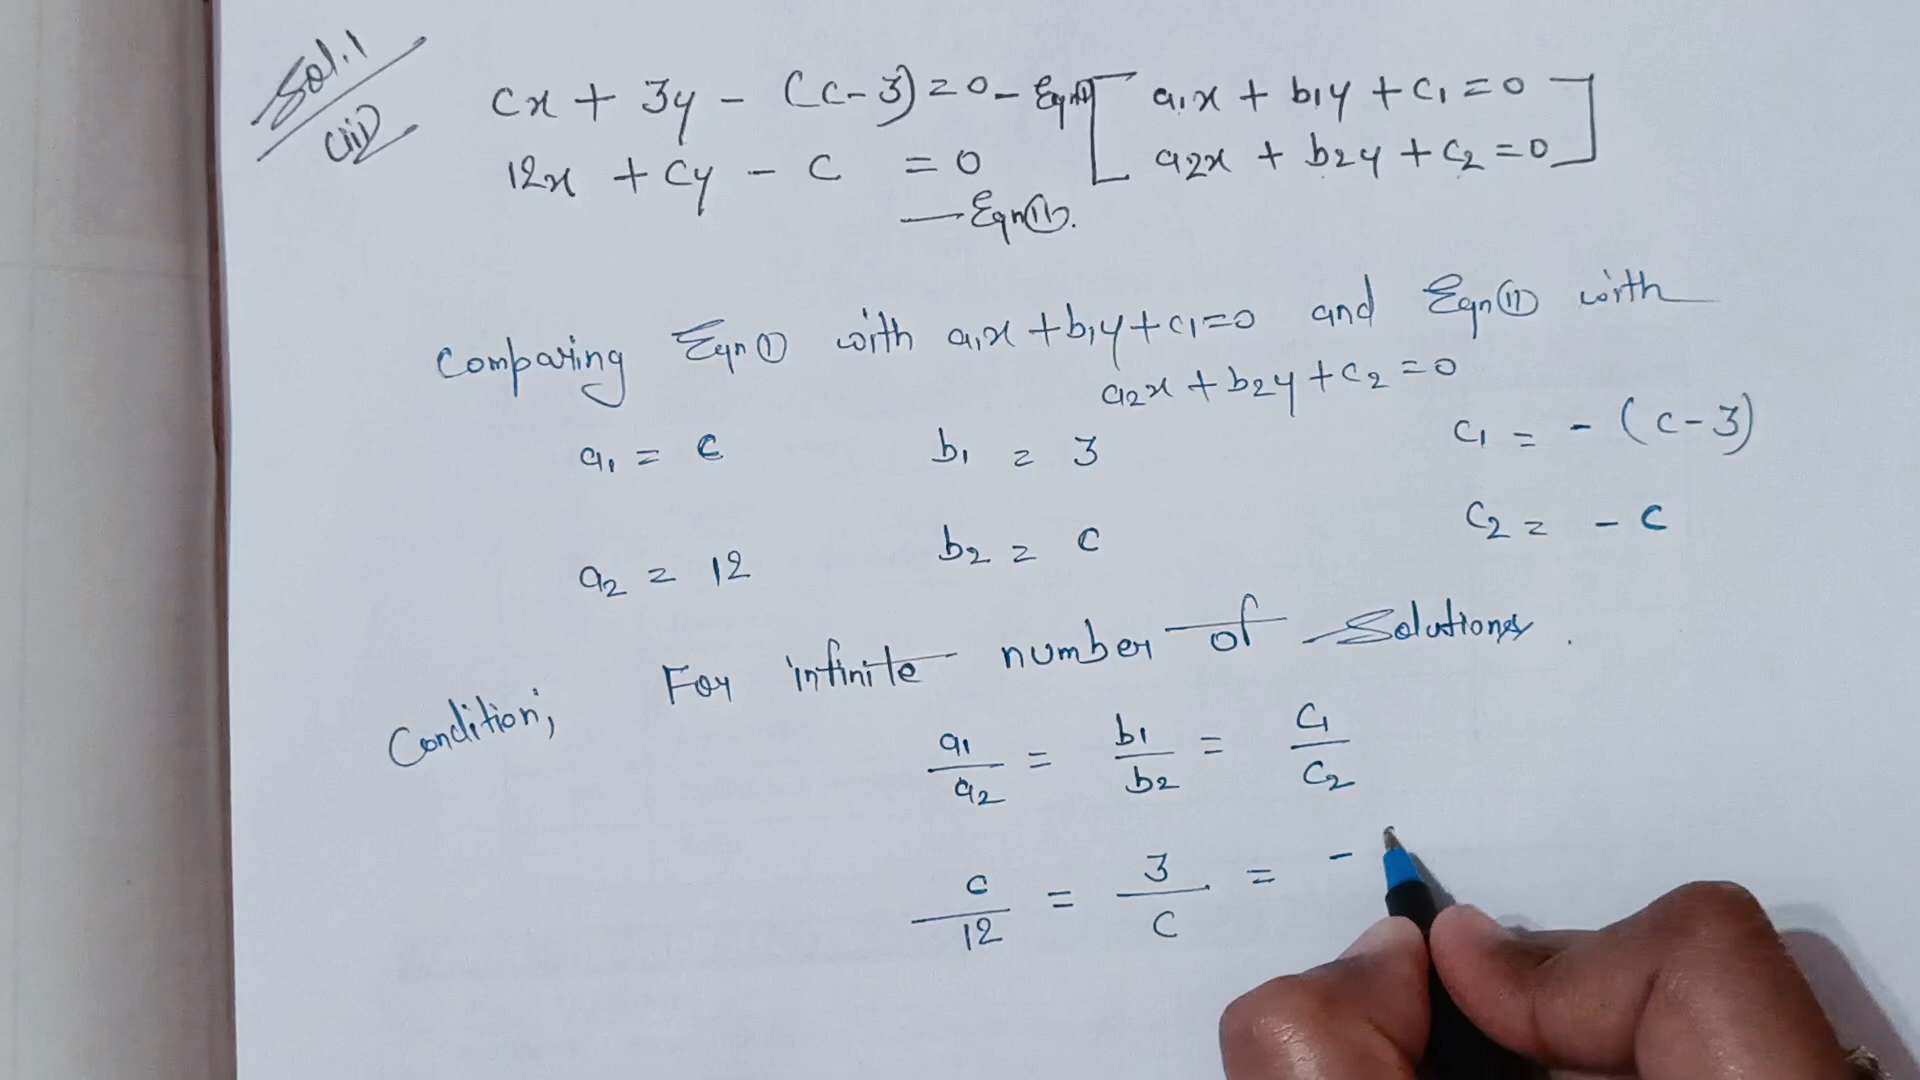 Sol.1
(iii)
cx + 3y - (c-3) = 0 - Eqn(I) [ a₁x + b₁y + c₁ = 0
12x + cy - c = 0 a₂x + b₂y + c₂ = 0 ]
— Eqn(II).
Comparing Eqn(I) with a₁x + b₁y + c₁ = 0 and Eqn(II) with
a₂x + b₂y + c₂ = 0
a₁ = c b₁ = 3 c₁ = - (c-3)
a₂ = 12 b₂ = c c₂ = - c
Condition; For infinite number of Solutions.
a₁/a₂ = b₁/b₂ = c₁/c₂
c/12 = 3/c = -